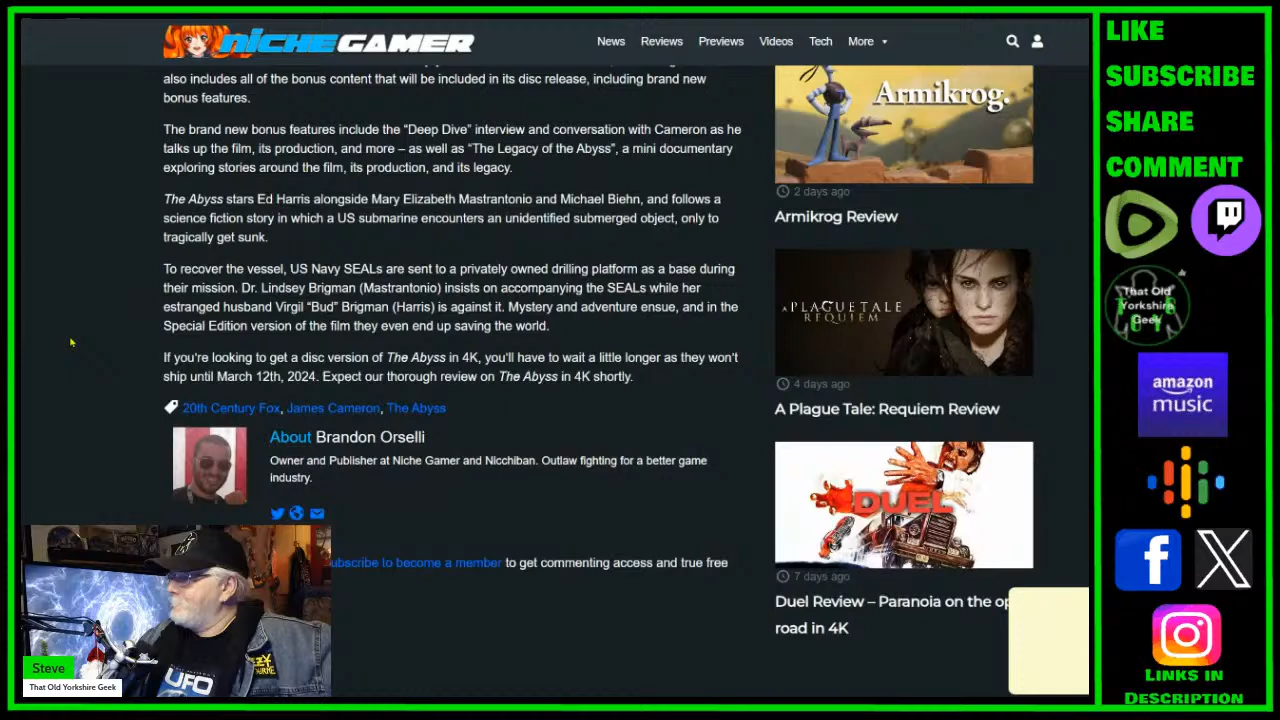 NICHEGAMER
News
Reviews
Previews
Videos
Tech
More
also includes all of the bonus content that will be included in its disc release, including brand new
bonus features.
The brand new bonus features include the “Deep Dive” interview and conversation with Cameron as he
talks up the film, its production, and more – as well as “The Legacy of the Abyss”, a mini documentary
exploring stories around the film, its production, and its legacy.
The Abyss stars Ed Harris alongside Mary Elizabeth Mastrantonio and Michael Biehn, and follows a
science fiction story in which a US submarine encounters an unidentified submerged object, only to
tragically get sunk.
To recover the vessel, US Navy SEALs are sent to a privately owned drilling platform as a base during
their mission. Dr. Lindsey Brigman (Mastrantonio) insists on accompanying the SEALs while her
estranged husband Virgil “Bud” Brigman (Harris) is against it. Mystery and adventure ensue, and in the
Special Edition version of the film they even end up saving the world.
If you’re looking to get a disc version of The Abyss in 4K, you’ll have to wait a little longer as they won’t
ship until March 12th, 2024. Expect our thorough review on The Abyss in 4K shortly.
20th Century Fox, James Cameron, The Abyss
About Brandon Orselli
Owner and Publisher at Niche Gamer and Nicchiban. Outlaw fighting for a better game
industry.
ubscribe to become a member to get commenting access and true free
Armikrog.
2 days ago
Armikrog Review
A PLAGUE TALE
REQUIEM
4 days ago
A Plague Tale: Requiem Review
DUEL
7 days ago
Duel Review – Paranoia on the op
road in 4K
UFO
Steve
That Old Yorkshire Geek
LIKE
SUBSCRIBE
SHARE
COMMENT
That Old
Yorkshire
Geek
amazon
music
Links in
Description